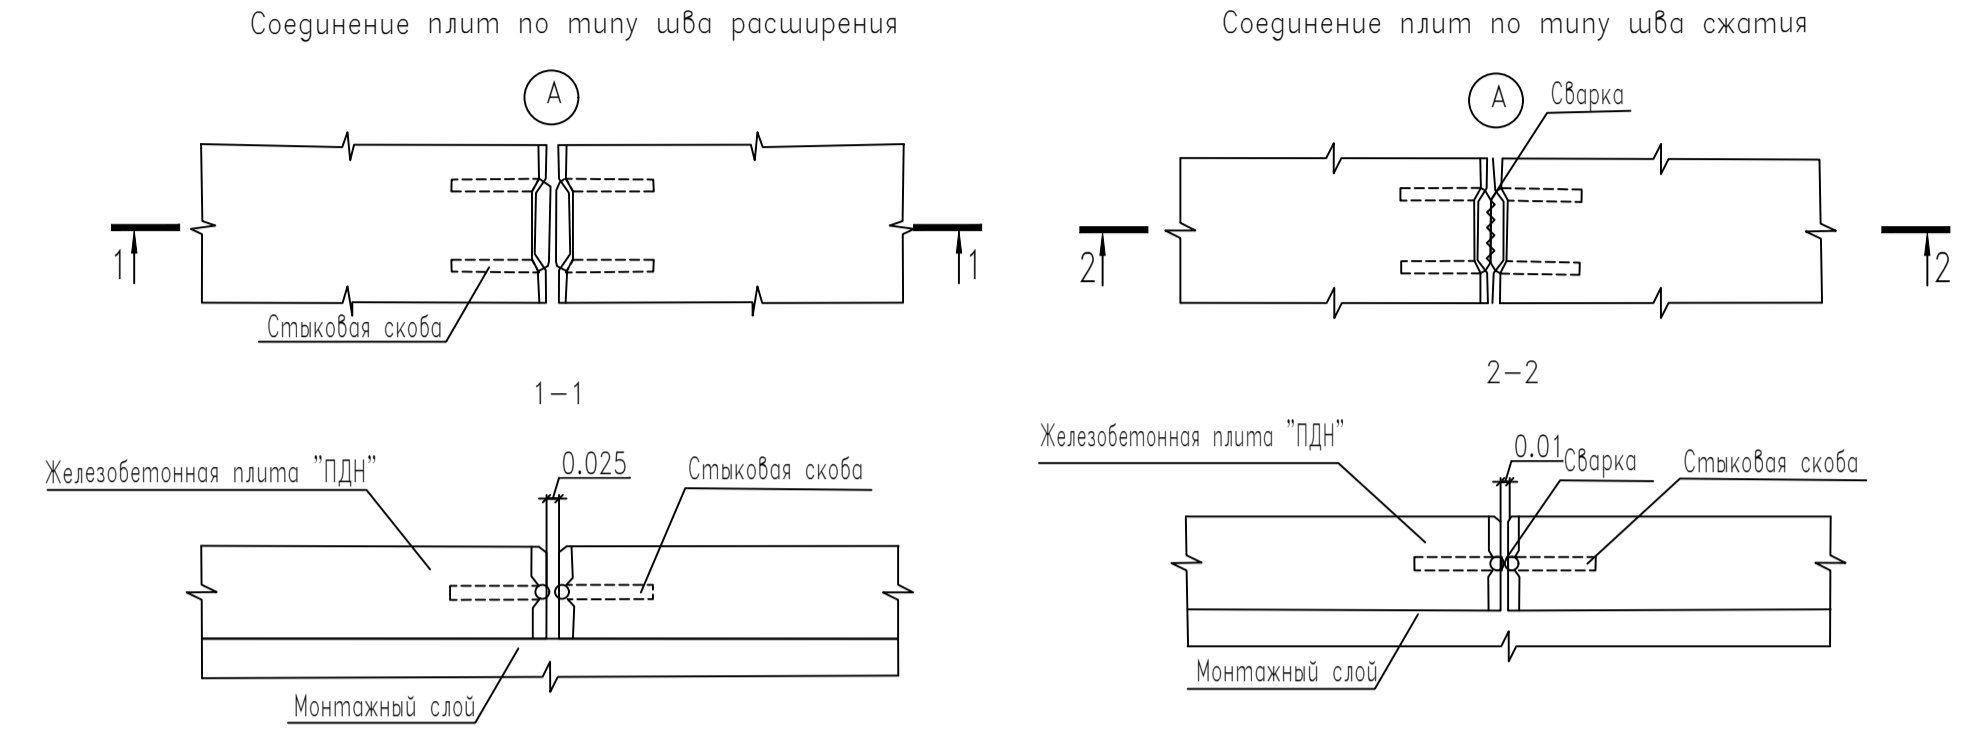 Соединение плит по типу шва расширения
А
1
1
Стыковая скоба
1-1
Железобетонная плита "ПДН"
0.025
Стыковая скоба
Монтажный слой
Соединение плит по типу шва сжатия
А
Сварка
2
2
2-2
Железобетонная плита "ПДН"
0.01
Сварка
Стыковая скоба
Монтажный слой